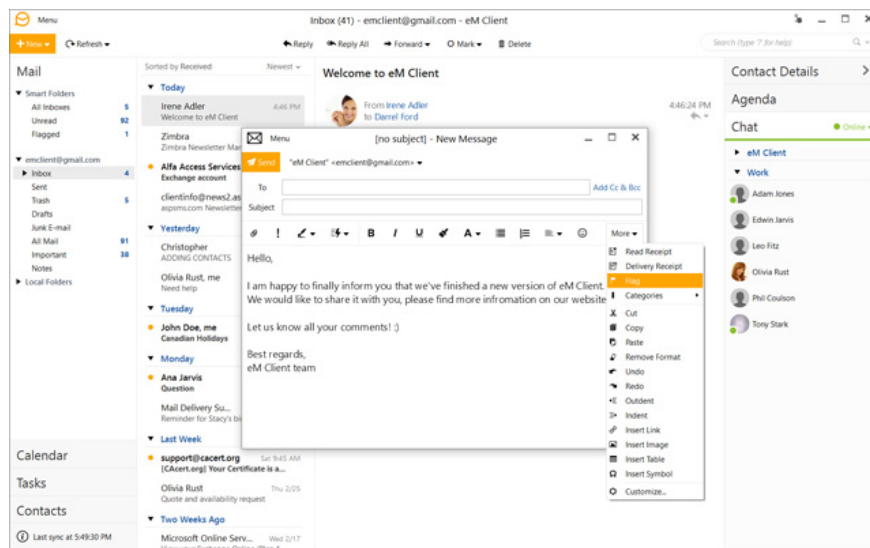 Menu
Inbox (41) - emclient@gmail.com - eM Client
New
Refresh
Reply
Reply All
Forward
Mark
Delete
Search (type '?' for help)
Mail
Smart Folders
All Inboxes 5
Unread 92
Flagged 1
emclient@gmail.com
Inbox 4
Sent
Trash 5
Drafts
Junk E-mail
All Mail 91
Important 38
Notes
Local Folders
Calendar
Tasks
Contacts
Last sync at 5:49:30 PM
Sorted by Received Newest
Today
Irene Adler 4:46 PM
Welcome to eM Client
Zimbra
Zimbra Newsletter Mar
Alfa Access Services
Exchange account
clientinfo@news2.as
aspsms.com Newsletter
Yesterday
Christopher
ADDING CONTACTS
Olivia Rust, me
Need help
Tuesday
John Doe, me
Canadian Holidays
Monday
Ana Jarvis
Question
Mail Delivery Su...
Reminder for Stacy's bi
Last Week
support@cacert.org Sat 9:45 AM
[CAcert.org] Your Certificate is a...
Olivia Rust Thu 2/25
Quote and availability request
Two Weeks Ago
Microsoft Online Serv... Wed 2/17
Welcome to eM Client
From Irene Adler
to Darrel Ford
4:46:24 PM
Menu
[no subject] - New Message
Send
"eM Client" <emclient@gmail.com>
To
Add Cc & Bcc
Subject
B I U A More
Hello,
I am happy to finally inform you that we've finished a new version of eM Client.
We would like to share it with you, please find more infromation on our website
Let us know all your comments! :)
Best regards,
eM Client team
Read Receipt
Delivery Receipt
Flag
Categories
Cut
Copy
Paste
Remove Format
Undo
Redo
Outdent
Indent
Insert Link
Insert Image
Insert Table
Insert Symbol
Customize...
Contact Details
Agenda
Chat
Online
eM Client
Work
Adam Jones
Edwin Jarvis
Leo Fitz
Olivia Rust
Phil Coulson
Tony Stark